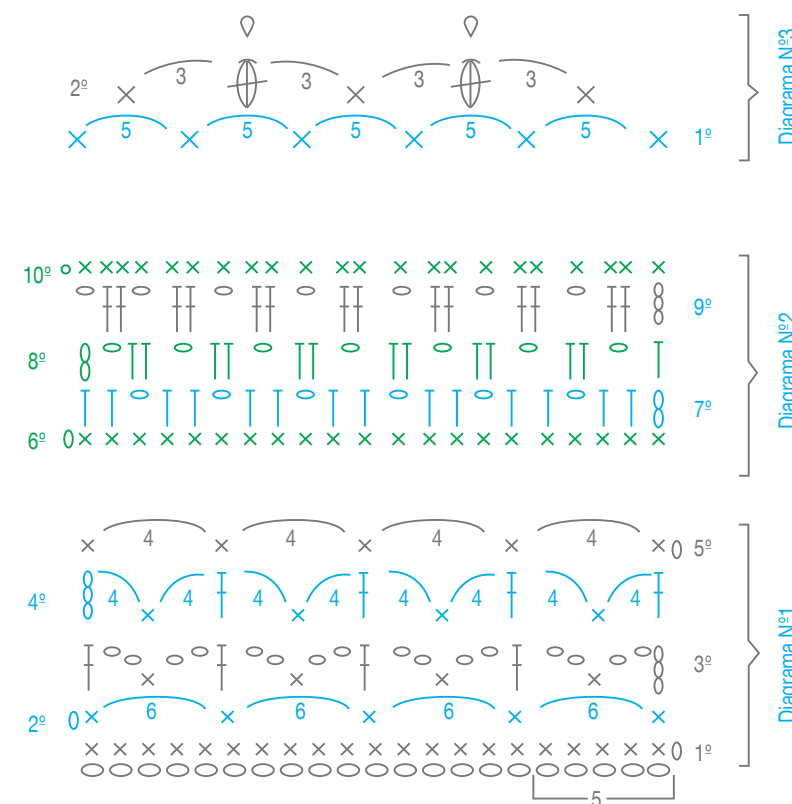 Diagrama Nº3
2º 3 3 3 3
5 5 5 5 5 1º
Diagrama Nº2
10º
9º
8º
7º
6º
Diagrama Nº1
4 4 4 4 5º
4º 4 4 4 4 4 4 4 4
3º
2º 6 6 6 6
1º
5